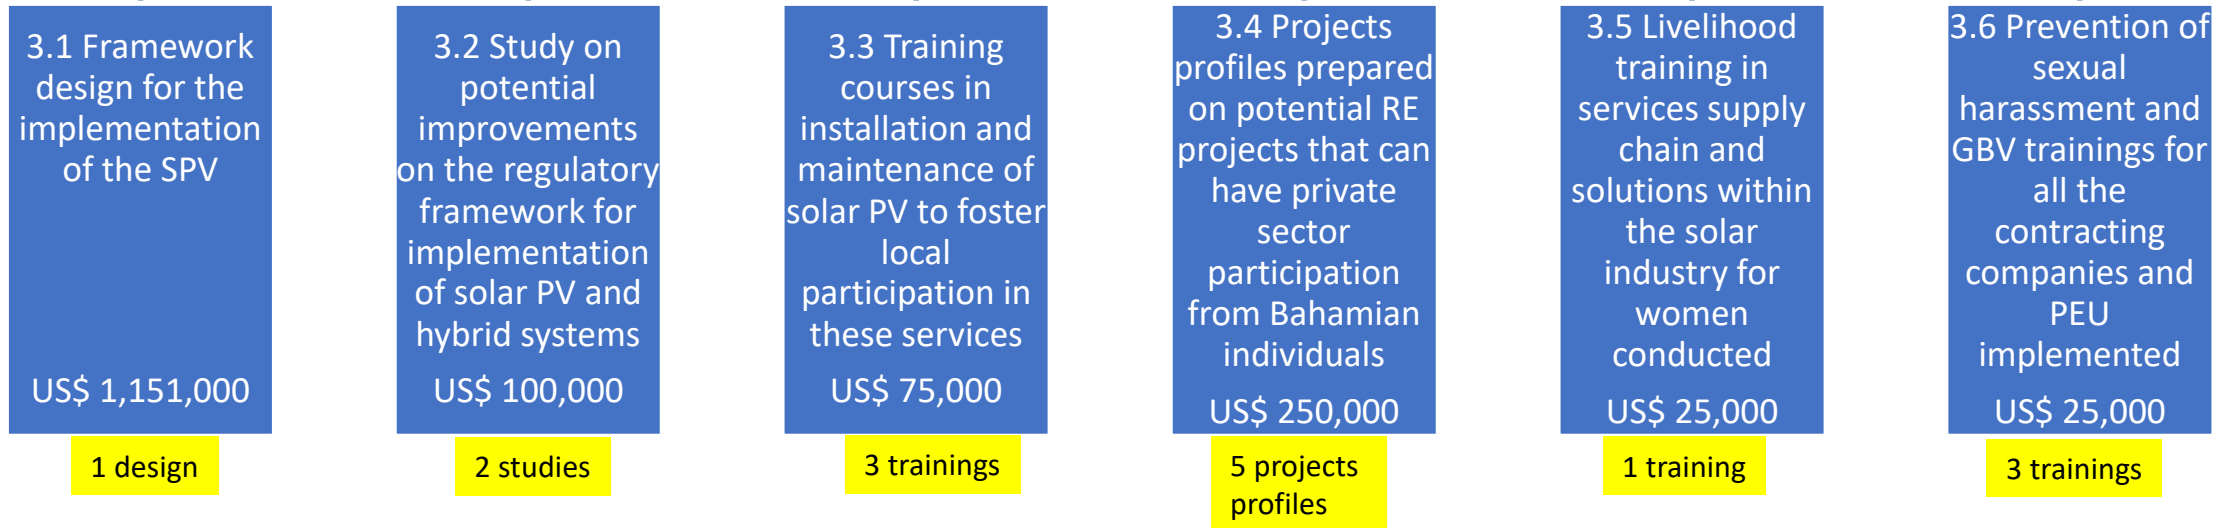 3.1 Framework
design for the
implementation
of the SPV
US$ 1,151,000
1 design
3.2 Study on
potential
improvements
on the regulatory
framework for
implementation
of solar PV and
hybrid systems
US$ 100,000
2 studies
3.3 Training
courses in
installation and
maintenance of
solar PV to foster
local
participation in
these services
US$ 75,000
3 trainings
3.4 Projects
profiles prepared
on potential RE
projects that can
have private
sector
participation
from Bahamian
individuals
US$ 250,000
5 projects
profiles
3.5 Livelihood
training in
services supply
chain and
solutions within
the solar
industry for
women
conducted
US$ 25,000
1 training
3.6 Prevention of
sexual
harassment and
GBV trainings for
all the
contracting
companies and
PEU
implemented
US$ 25,000
3 trainings